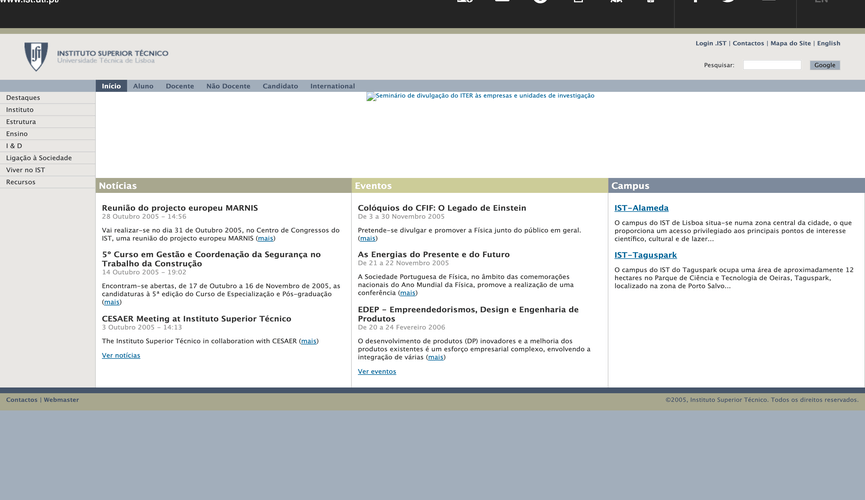 www.ist.utl.pt
EN
INSTITUTO SUPERIOR TÉCNICO
Universidade Técnica de Lisboa
Login .IST | Contactos | Mapa do Site | English
Pesquisar:
Google
Início Aluno Docente Não Docente Candidato International
Destaques
Instituto
Estrutura
Ensino
I & D
Ligação à Sociedade
Viver no IST
Recursos
Seminário de divulgação do ITER às empresas e unidades de investigação
Notícias
Reunião do projecto europeu MARNIS
28 Outubro 2005 - 14:56
Vai realizar-se no dia 31 de Outubro 2005, no Centro de Congressos do
IST, uma reunião do projecto europeu MARNIS (mais)
5º Curso em Gestão e Coordenação da Segurança no
Trabalho da Construção
14 Outubro 2005 - 19:02
Encontram-se abertas, de 17 de Outubro a 16 de Novembro de 2005, as
candidaturas à 5ª edição do Curso de Especialização e Pós-graduação
(mais)
CESAER Meeting at Instituto Superior Técnico
3 Outubro 2005 - 14:13
The Instituto Superior Técnico in collaboration with CESAER (mais)
Ver notícias
Eventos
Colóquios do CFIF: O Legado de Einstein
De 3 a 30 Novembro 2005
Pretende-se divulgar e promover a Física junto do público em geral.
(mais)
As Energias do Presente e do Futuro
De 21 a 22 Novembro 2005
A Sociedade Portuguesa de Física, no âmbito das comemorações
nacionais do Ano Mundial da Física, promove a realização de uma
conferência (mais)
EDEP - Empreendedorismos, Design e Engenharia de
Produtos
De 20 a 24 Fevereiro 2006
O desenvolvimento de produtos (DP) inovadores e a melhoria dos
produtos existentes é um esforço empresarial complexo, envolvendo a
integração de várias (mais)
Ver eventos
Campus
IST-Alameda
O campus do IST de Lisboa situa-se numa zona central da cidade, o que
proporciona um acesso privilegiado aos principais pontos de interesse
científico, cultural e de lazer...
IST-Taguspark
O campus do IST do Taguspark ocupa uma área de aproximadamente 12
hectares no Parque de Ciência e Tecnologia de Oeiras, Taguspark,
localizado na zona de Porto Salvo...
Contactos | Webmaster
©2005, Instituto Superior Técnico. Todos os direitos reservados.